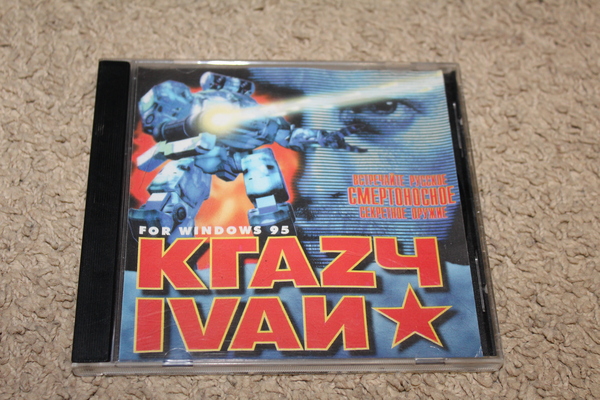 ВСТРЕЧАЙТЕ РУССКОЕ
СМЕРТОНОСНОЕ
СЕКРЕТНОЕ ОРУЖИЕ
FOR WINDOWS 95
KГAZЧ
IVAИ